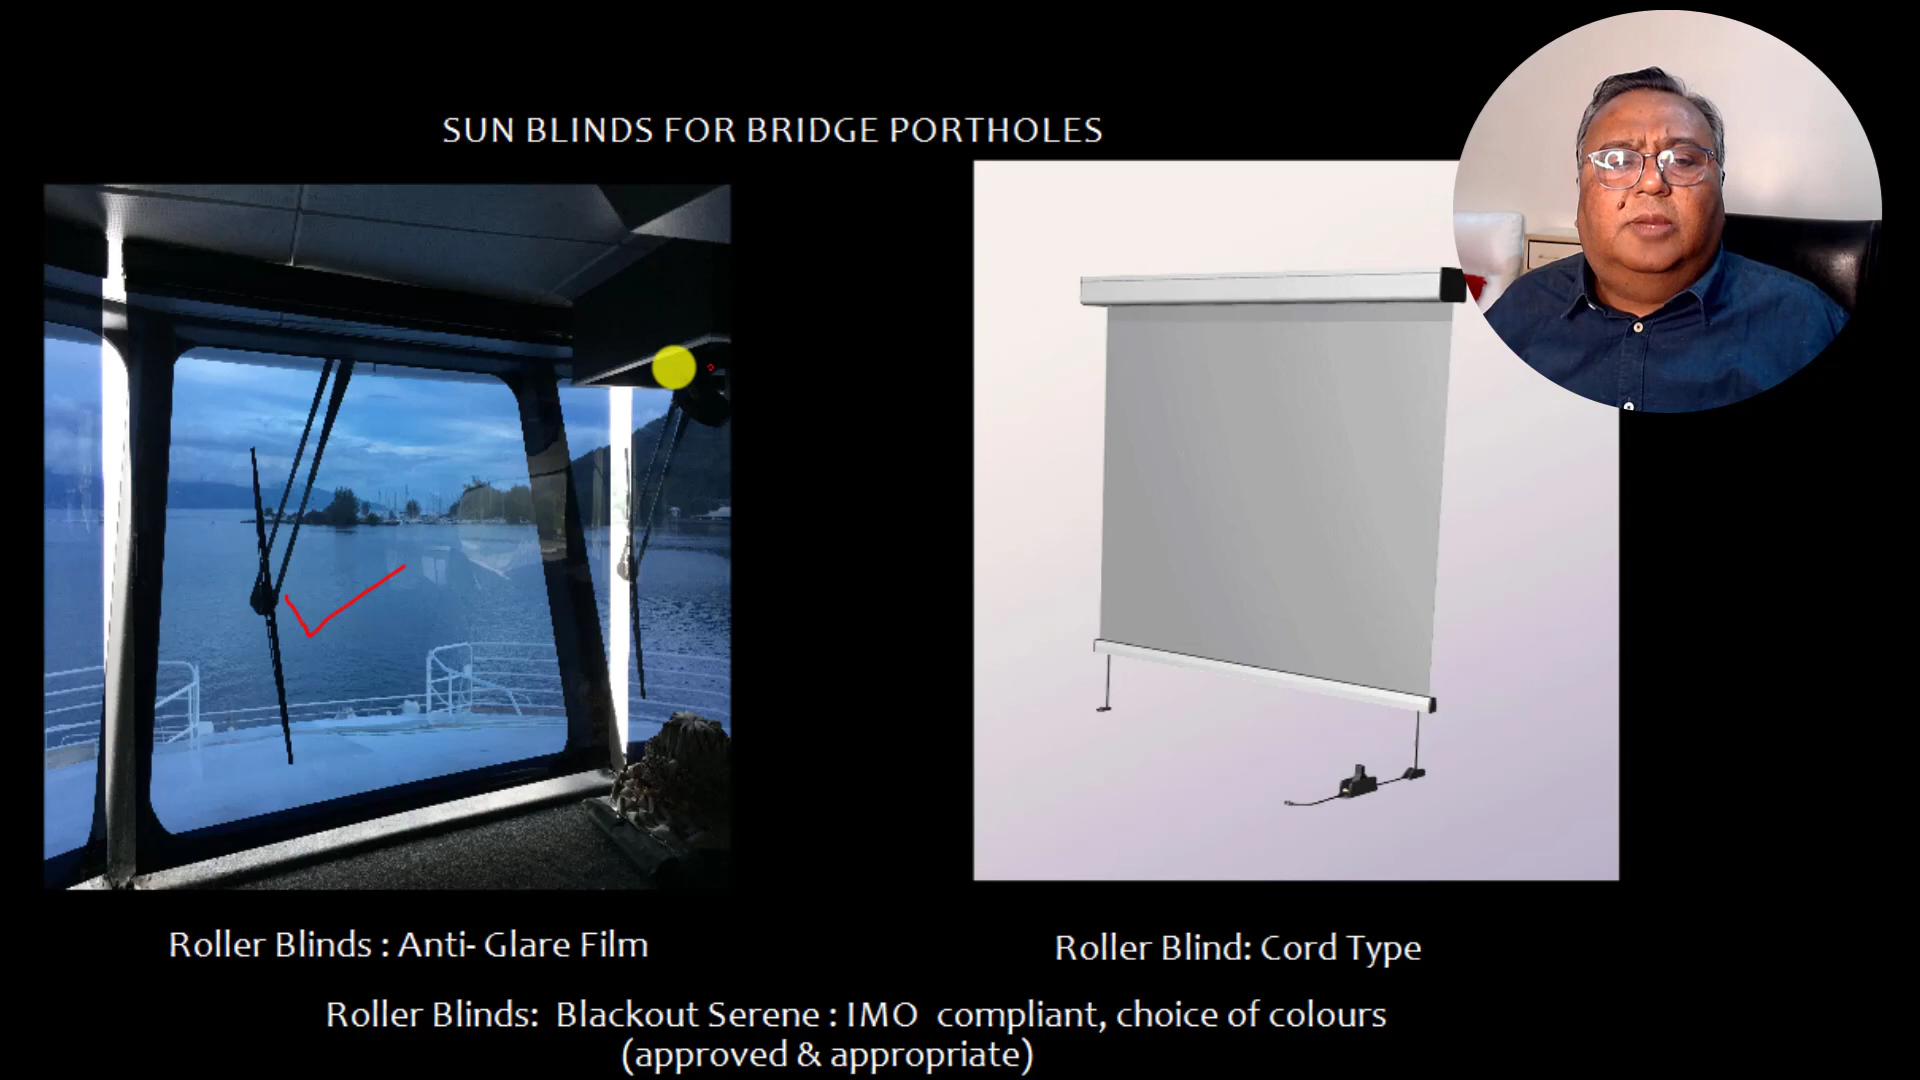 SUN BLINDS FOR BRIDGE PORTHOLES
Roller Blinds : Anti- Glare Film
Roller Blind: Cord Type
Roller Blinds:  Blackout Serene : IMO  compliant, choice of colours
(approved & appropriate)